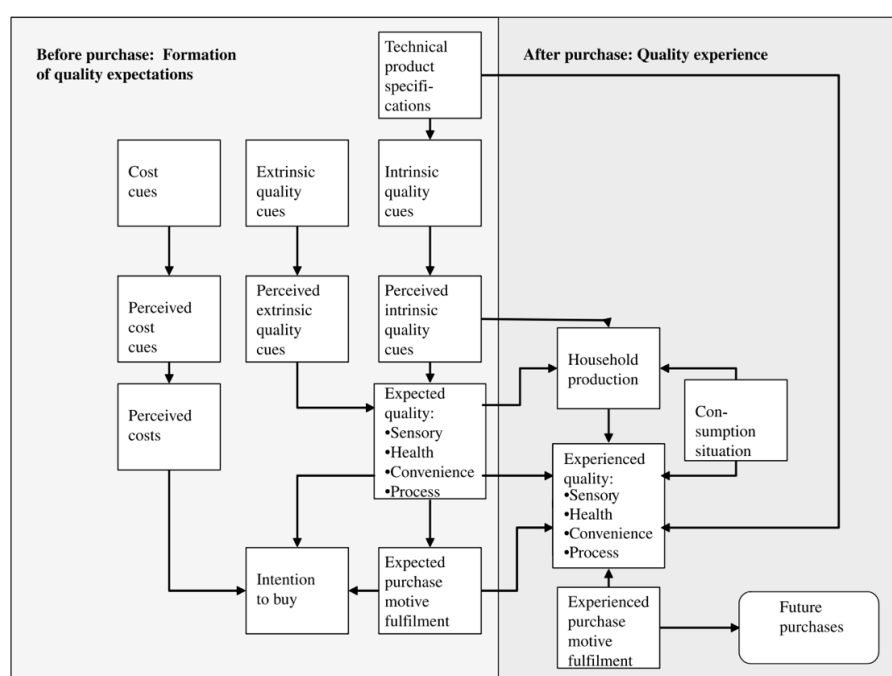 Before purchase: Formation
of quality expectations
After purchase: Quality experience
Technical
product
specifi-
cations
Cost
cues
Extrinsic
quality
cues
Intrinsic
quality
cues
Perceived
cost
cues
Perceived
extrinsic
quality
cues
Perceived
intrinsic
quality
cues
Household
production
Perceived
costs
Expected
quality:
•Sensory
•Health
•Convenience
•Process
Con-
sumption
situation
Experienced
quality:
•Sensory
•Health
•Convenience
•Process
Intention
to buy
Expected
purchase
motive
fulfilment
Experienced
purchase
motive
fulfilment
Future
purchases